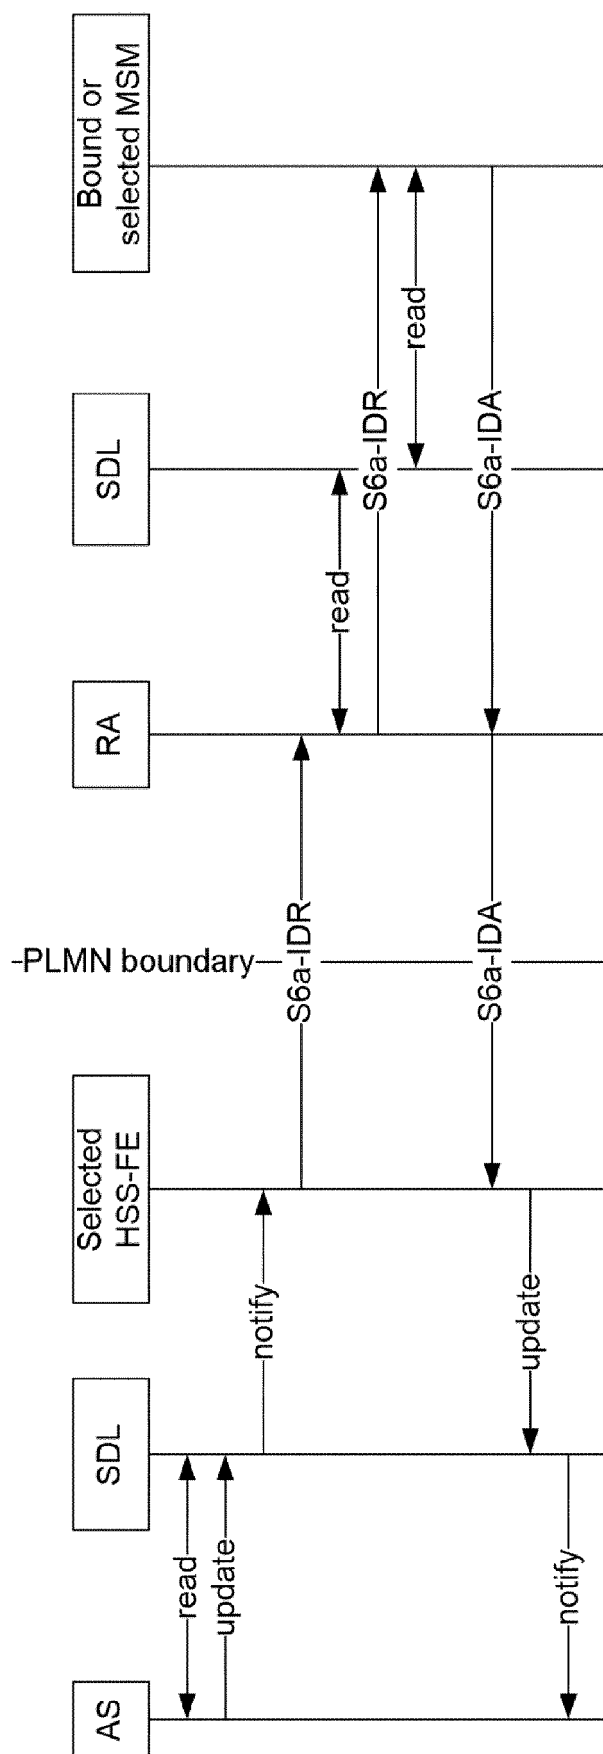 AS
SDL
Selected
HSS-FE
-PLMN boundary
RA
SDL
Bound or
selected MSM
read
update
notify
S6a-IDR
read
S6a-IDR
read
S6a-IDA
S6a-IDA
update
notify